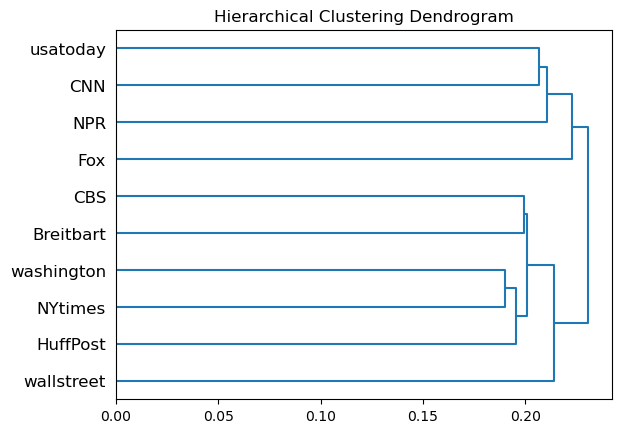 Hierarchical Clustering Dendrogram
usatoday
CNN
NPR
Fox
CBS
Breitbart
washington
NYtimes
HuffPost
wallstreet
0.00 0.05 0.10 0.15 0.20